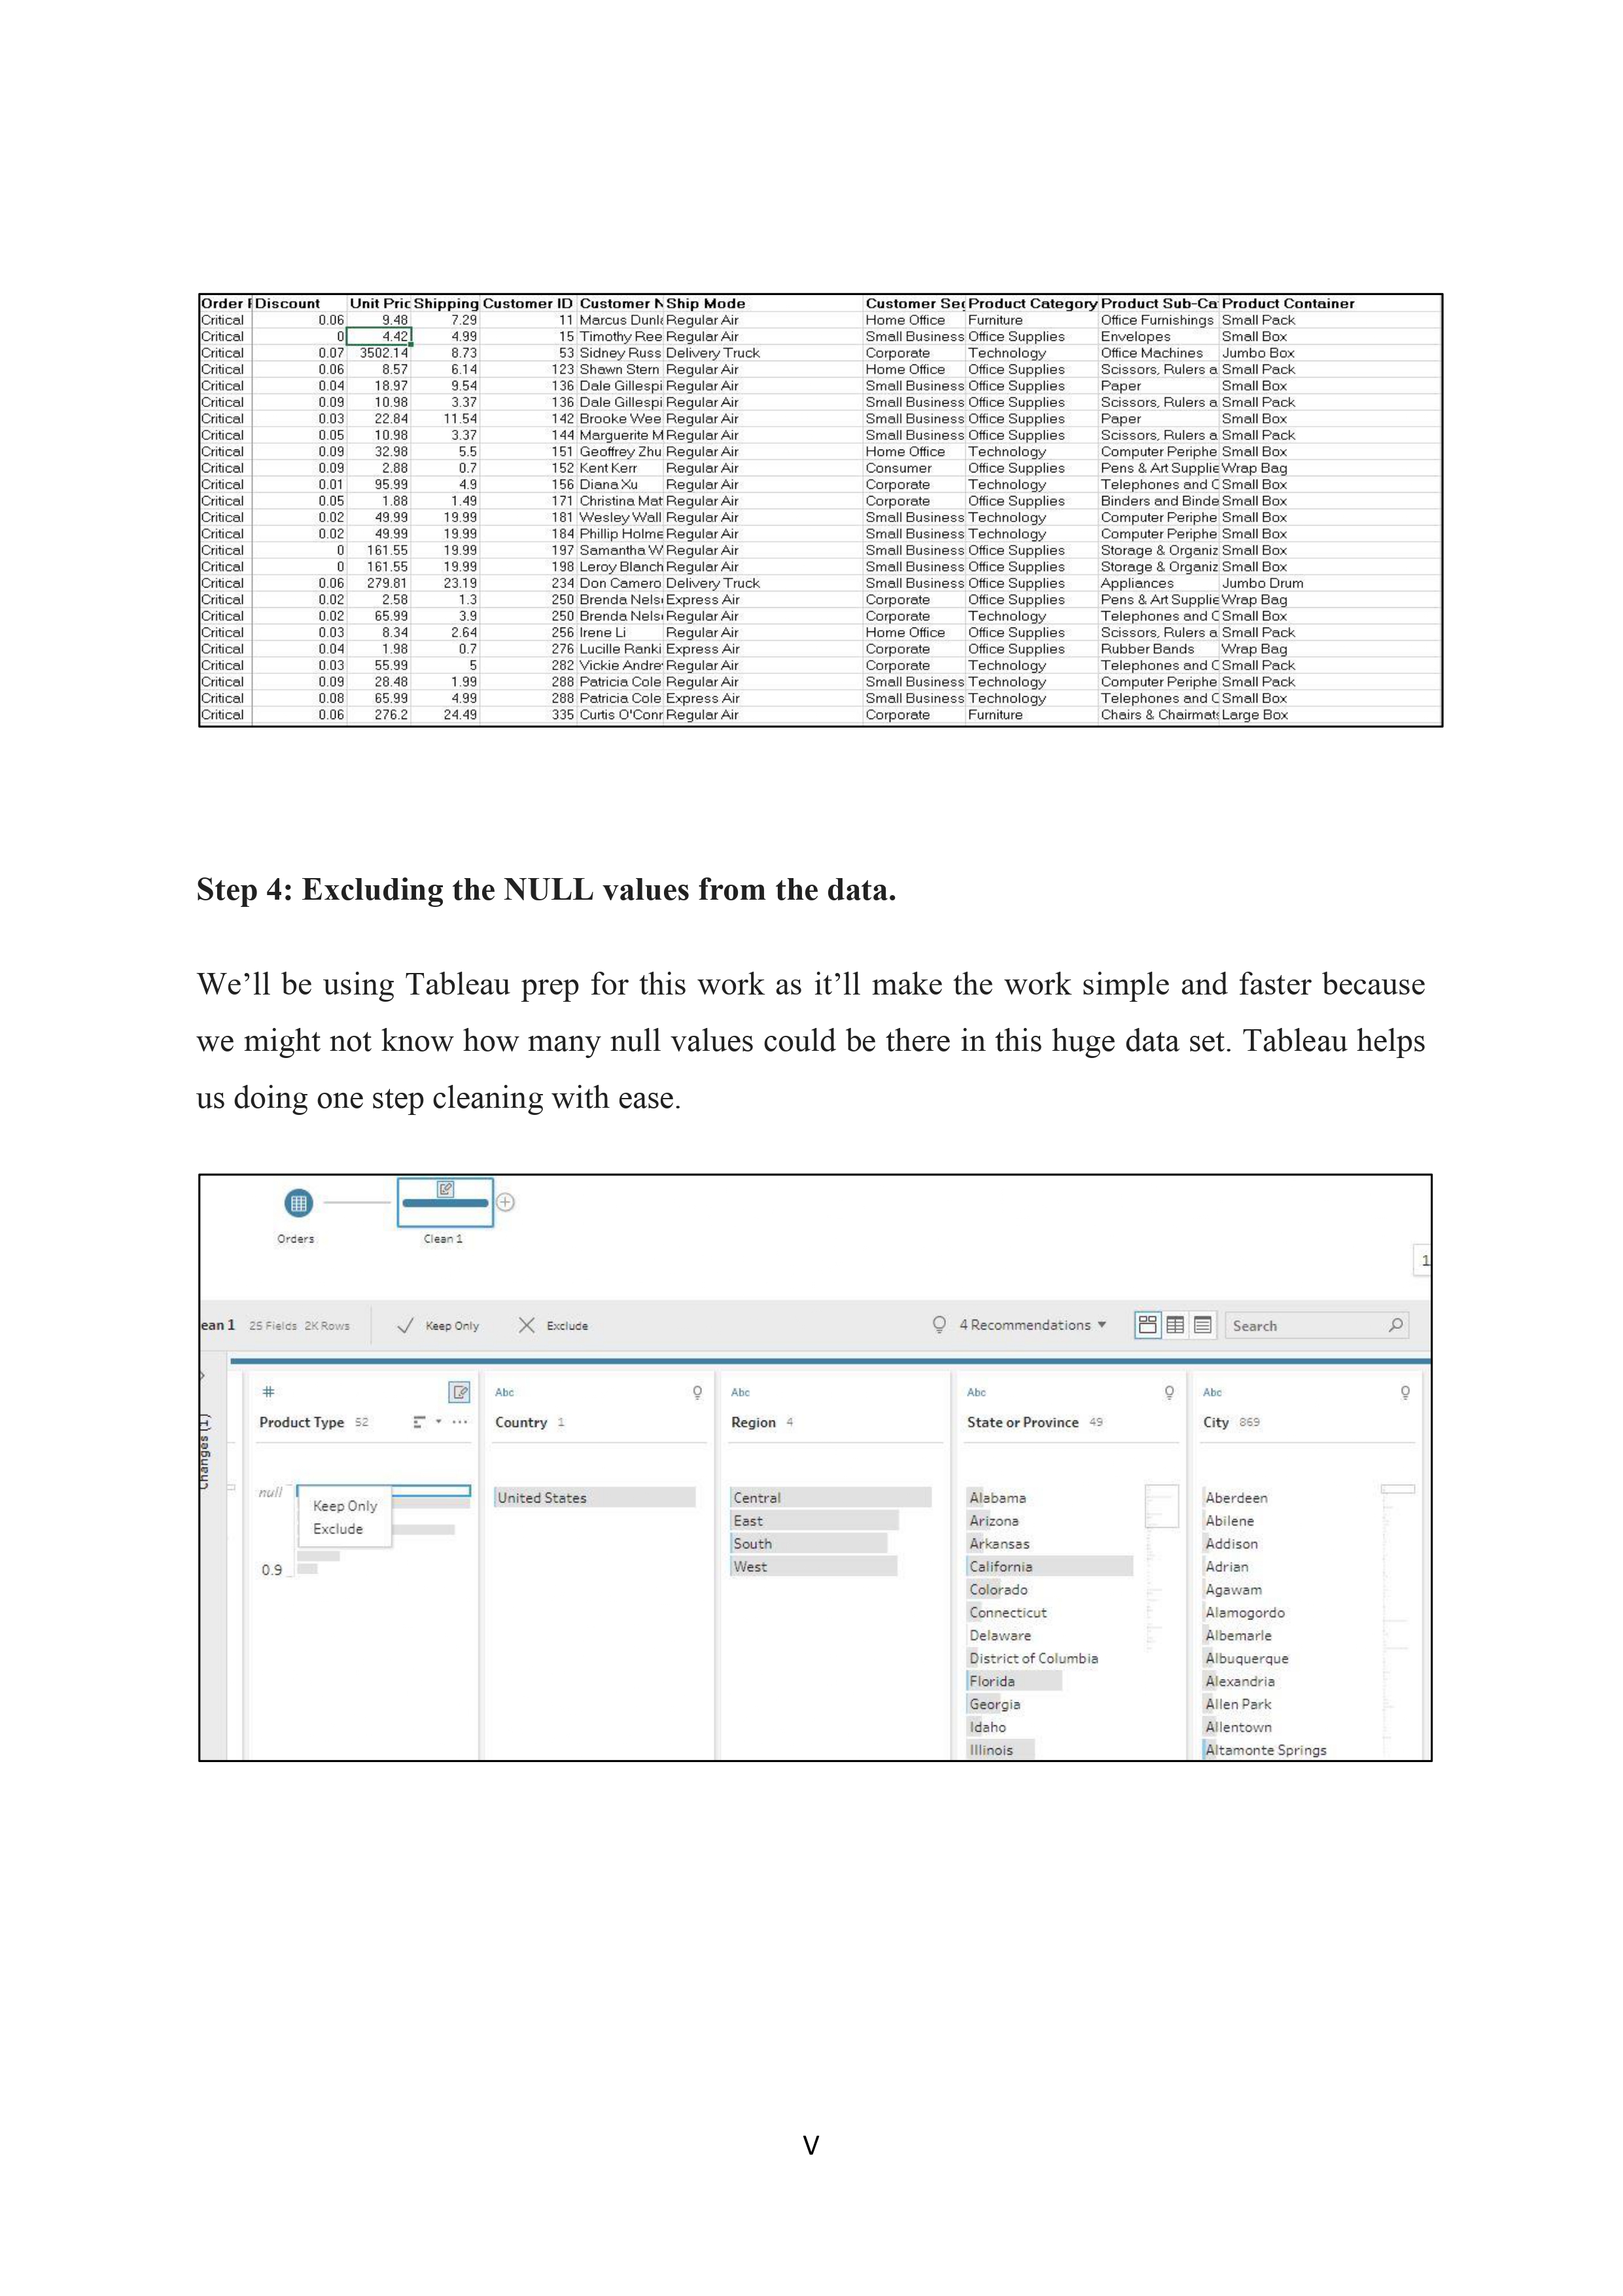 Order F Discount Unit Pric Shipping Customer ID Customer N Ship Mode Customer Seg Product Category Product Sub-Ca Product Container
Critical 0.06 9.48 7.29 11 Marcus Dunl Regular Air Home Office Furniture Office Furnishings Small Pack
Critical 0 4.42 4.99 15 Timothy Ree Regular Air Small Business Office Supplies Envelopes Small Box
Critical 0.07 3502.14 8.73 53 Sidney Russ Delivery Truck Corporate Technology Office Machines Jumbo Box
Critical 0.06 8.57 6.14 123 Shawn Stern Regular Air Home Office Office Supplies Scissors, Rulers a Small Pack
Critical 0.04 18.97 9.54 136 Dale Gillespi Regular Air Small Business Office Supplies Paper Small Box
Critical 0.09 10.98 3.37 136 Dale Gillespi Regular Air Small Business Office Supplies Scissors, Rulers a Small Pack
Critical 0.03 22.84 11.54 142 Brooke Wee Regular Air Small Business Office Supplies Paper Small Box
Critical 0.05 10.98 3.37 144 Marguerite M Regular Air Small Business Office Supplies Scissors, Rulers a Small Pack
Critical 0.09 32.98 5.5 151 Geoffrey Zhu Regular Air Home Office Technology Computer Periphe Small Box
Critical 0.09 2.88 0.7 152 Kent Kerr Regular Air Consumer Office Supplies Pens & Art Supplie Wrap Bag
Critical 0.01 95.99 4.9 156 Diana Xu Regular Air Corporate Technology Telephones and C Small Box
Critical 0.05 1.88 1.49 171 Christina Mat Regular Air Corporate Office Supplies Binders and Binde Small Box
Critical 0.02 49.99 19.99 181 Wesley Wall Regular Air Small Business Technology Computer Periphe Small Box
Critical 0.02 49.99 19.99 184 Phillip Holme Regular Air Small Business Technology Computer Periphe Small Box
Critical 0 161.55 19.99 197 Samantha W Regular Air Small Business Office Supplies Storage & Organiz Small Box
Critical 0 161.55 19.99 198 Leroy Blanch Regular Air Small Business Office Supplies Storage & Organiz Small Box
Critical 0.06 279.81 23.19 234 Don Camero Delivery Truck Small Business Office Supplies Appliances Jumbo Drum
Critical 0.02 2.58 1.3 250 Brenda Nels Express Air Corporate Office Supplies Pens & Art Supplie Wrap Bag
Critical 0.02 65.99 3.9 250 Brenda Nels Regular Air Corporate Technology Telephones and C Small Box
Critical 0.03 8.34 2.64 256 Irene Li Regular Air Home Office Office Supplies Scissors, Rulers a Small Pack
Critical 0.04 1.98 0.7 276 Lucille Ranki Express Air Corporate Office Supplies Rubber Bands Wrap Bag
Critical 0.03 55.99 5 282 Vickie Andre Regular Air Corporate Technology Telephones and C Small Pack
Critical 0.09 28.48 1.99 288 Patricia Cole Regular Air Small Business Technology Computer Periphe Small Pack
Critical 0.08 65.99 4.99 288 Patricia Cole Express Air Small Business Technology Telephones and C Small Box
Critical 0.06 276.2 24.49 335 Curtis O'Conr Regular Air Corporate Furniture Chairs & Chairmats Large Box
Step 4: Excluding the NULL values from the data.
We’ll be using Tableau prep for this work as it’ll make the work simple and faster because
we might not know how many null values could be there in this huge data set. Tableau helps
us doing one step cleaning with ease.
Orders Clean 1
1
ean 1 25 Fields 2K Rows Keep Only Exclude 4 Recommendations Search
Changes (1)
# Abc Abc Abc Abc
Product Type 52 Country 1 Region 4 State or Province 49 City 869
null United States Central Alabama Aberdeen
Keep Only East Arizona Abilene
Exclude South Arkansas Addison
0.9 West California Adrian
Colorado Agawam
Connecticut Alamogordo
Delaware Albemarle
District of Columbia Albuquerque
Florida Alexandria
Georgia Allen Park
Idaho Allentown
Illinois Altamonte Springs
V